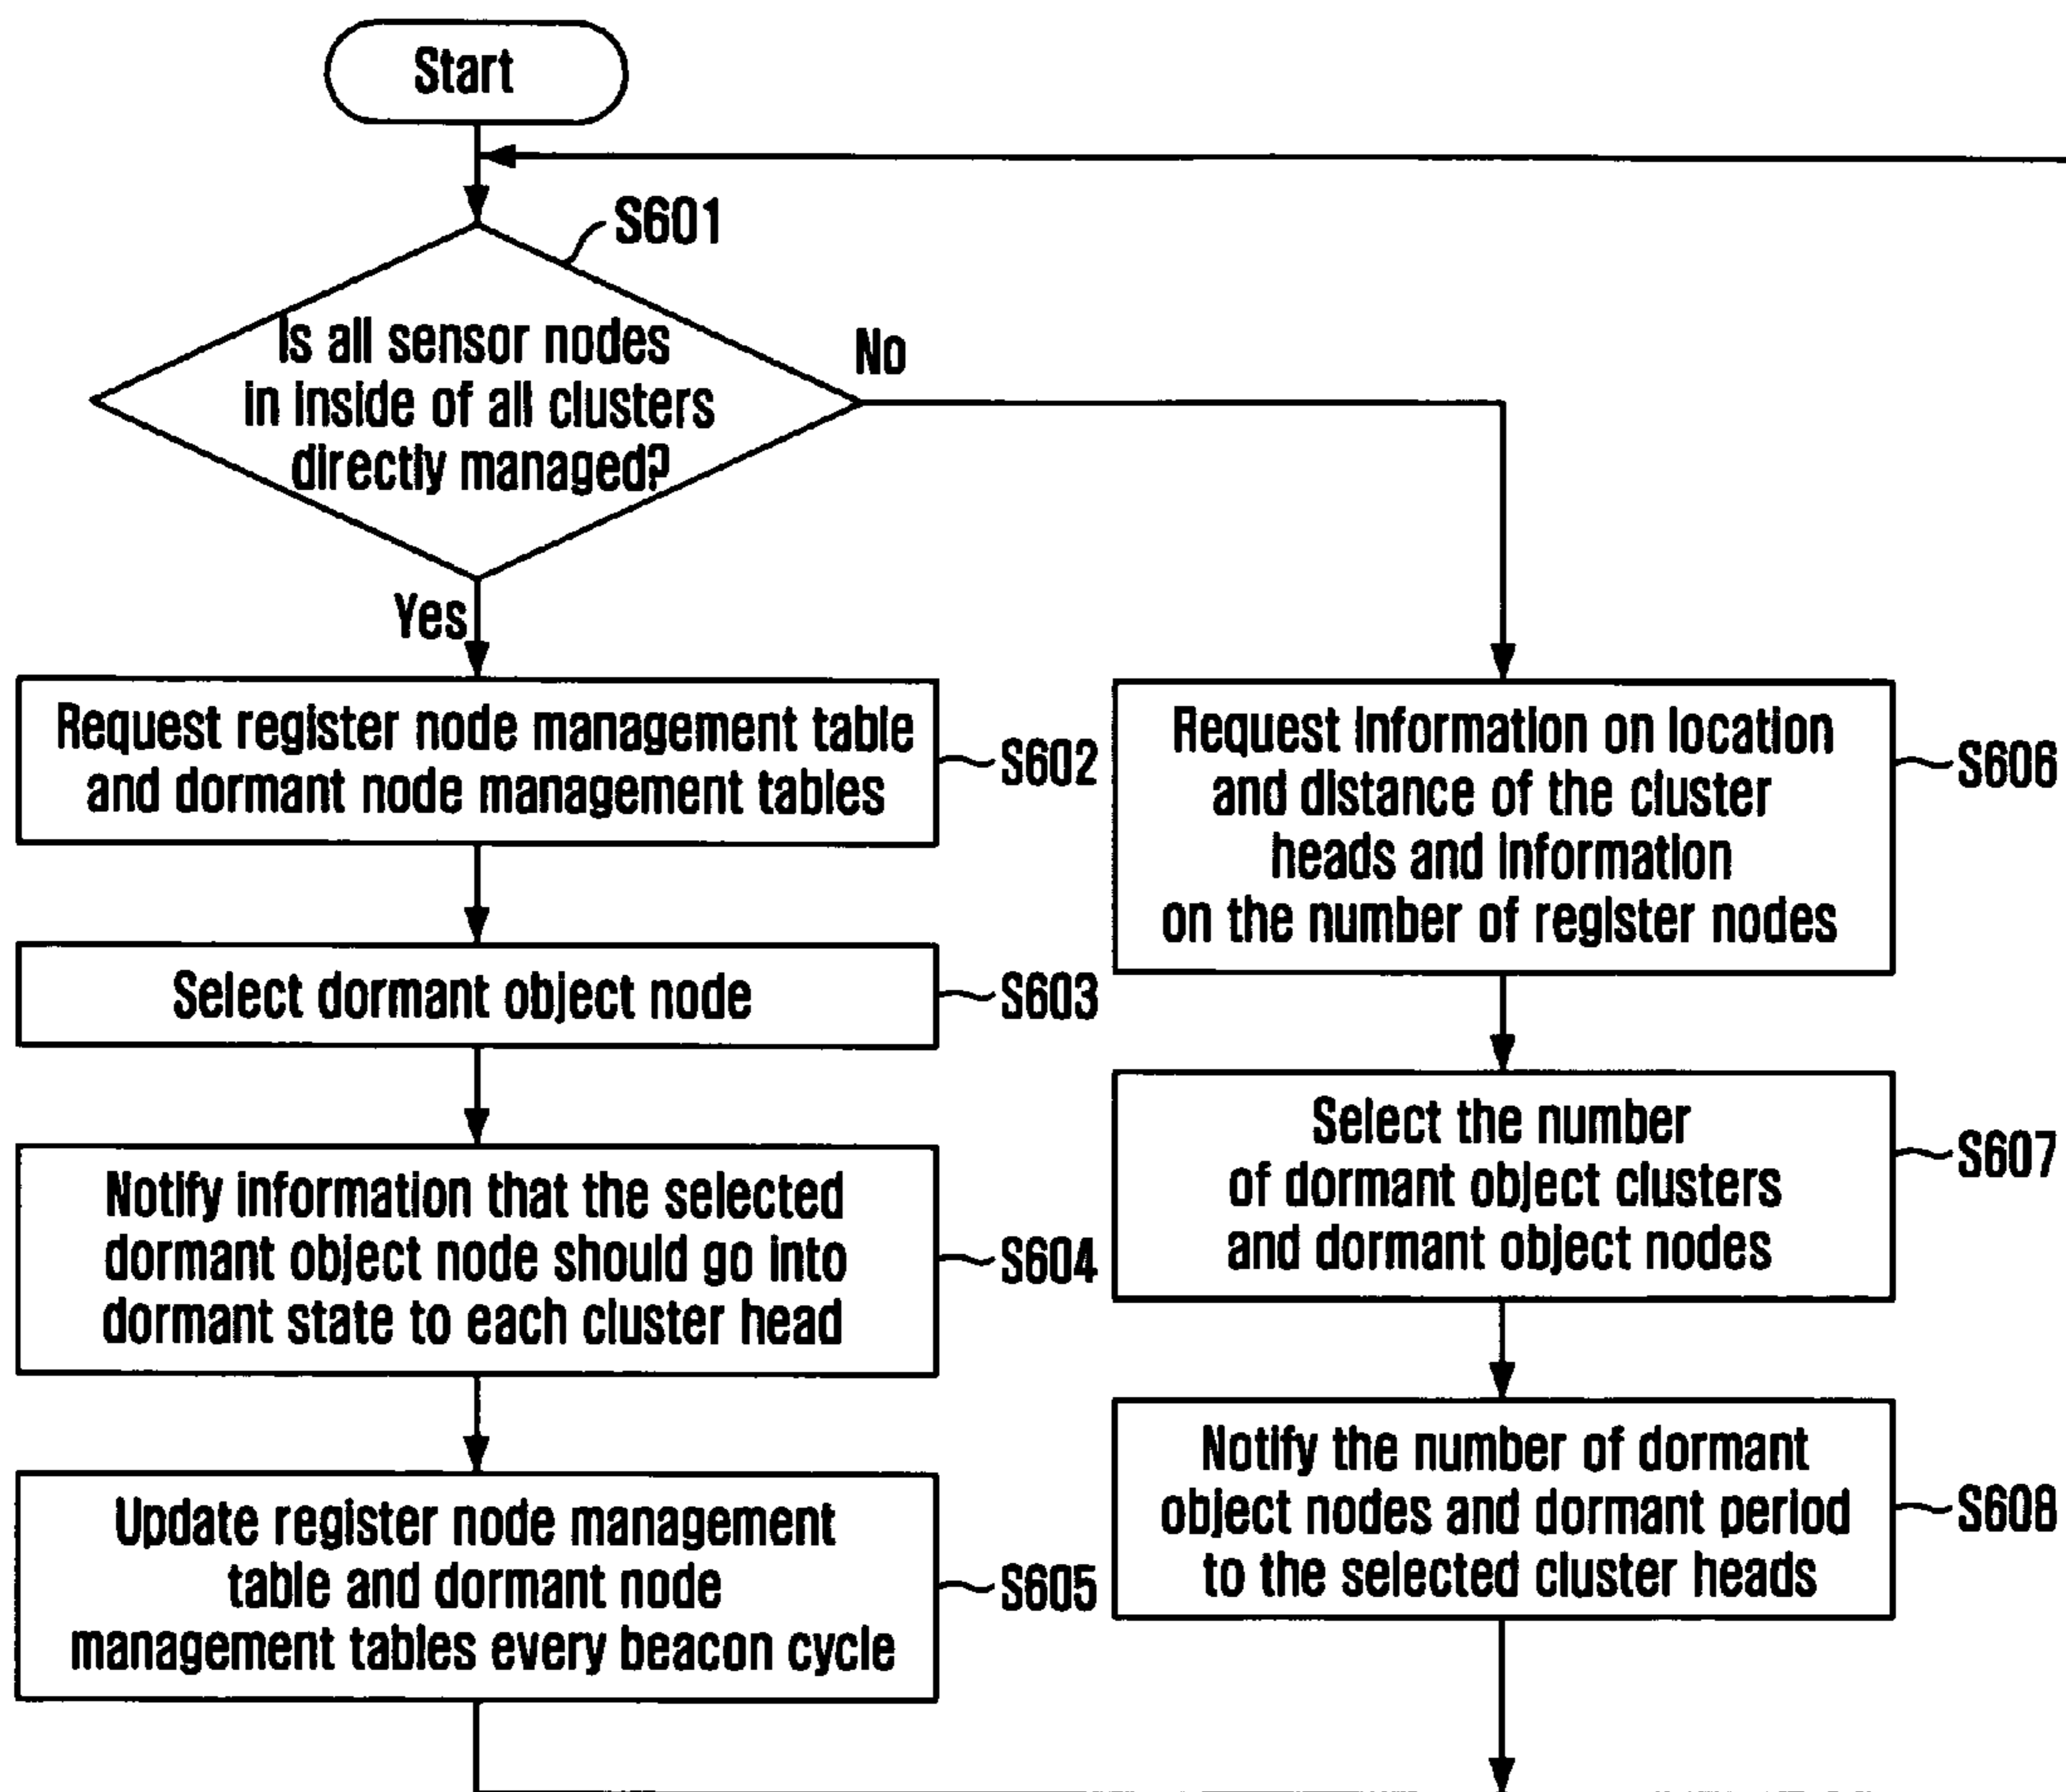 Start
S601
Is all sensor nodes
in inside of all clusters
directly managed?
No
Yes
Request register node management table
and dormant node management tables
S602
Select dormant object node
S603
Notify information that the selected
dormant object node should go into
dormant state to each cluster head
S604
Update register node management
table and dormant node
management tables every beacon cycle
S605
Request information on location
and distance of the cluster
heads and information
on the number of register nodes
S606
Select the number
of dormant object clusters
and dormant object nodes
S607
Notify the number of dormant
object nodes and dormant period
to the selected cluster heads
S608